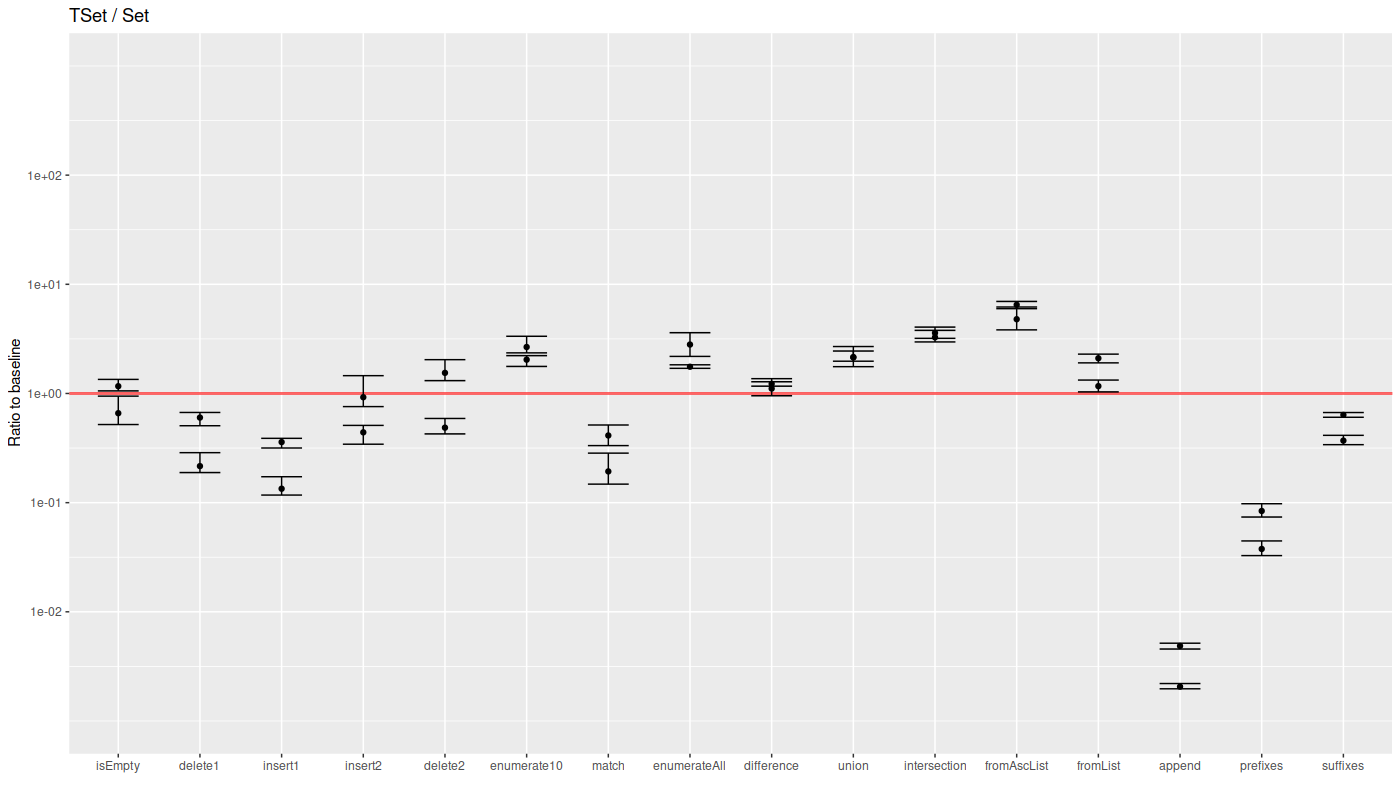 TSet / Set
Ratio to baseline
1e+02
1e+01
1e+00
1e-01
1e-02
isEmpty delete1 insert1 insert2 delete2 enumerate10 match enumerateAll difference union intersection fromAscList fromList append prefixes suffixes